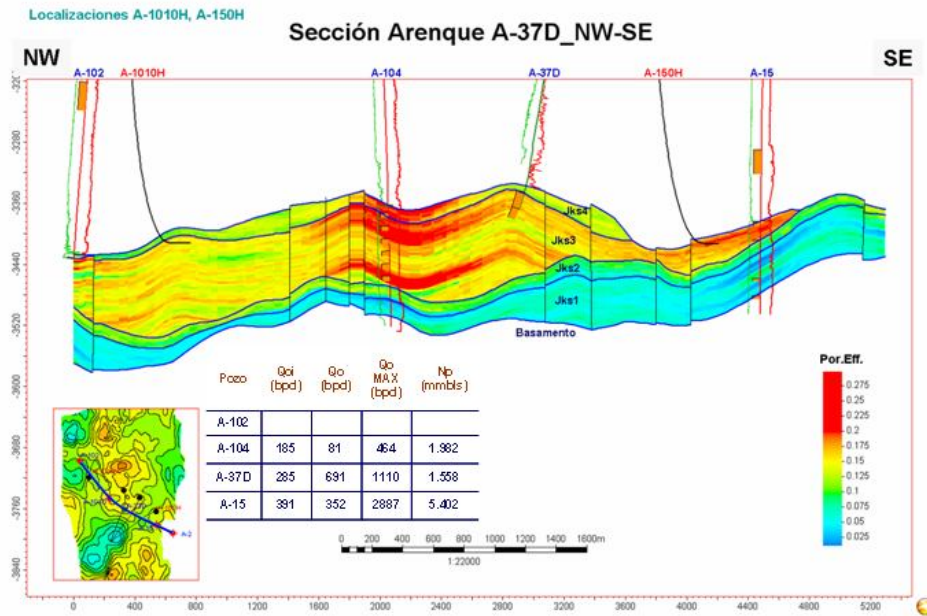 Localizaciones A-1010H, A-150H
Sección Arenque A-37D_NW-SE
NW
SE
A-102 A-1010H A-104 A-37D A-150H A-15
-3280
-3360
-3440
-3520
-3600
-3680
-3760
-3840
Jks4
Jks3
Jks2
Jks1
Basamento
Pozo Qoi (bpd) Qo (bpd) Qo MAX (bpd) Np (mmbls)
A-102
A-104 185 81 464 1.982
A-37D 285 691 1110 1.558
A-15 391 352 2887 5.402
Por.Eff.
0.275
0.25
0.225
0.2
0.175
0.15
0.125
0.1
0.075
0.05
0.025
0 200 400 600 800 1000 1200 1400 1600m
1:22000
0 400 800 1200 1600 2000 2400 2800 3200 3600 4000 4400 4800 5200